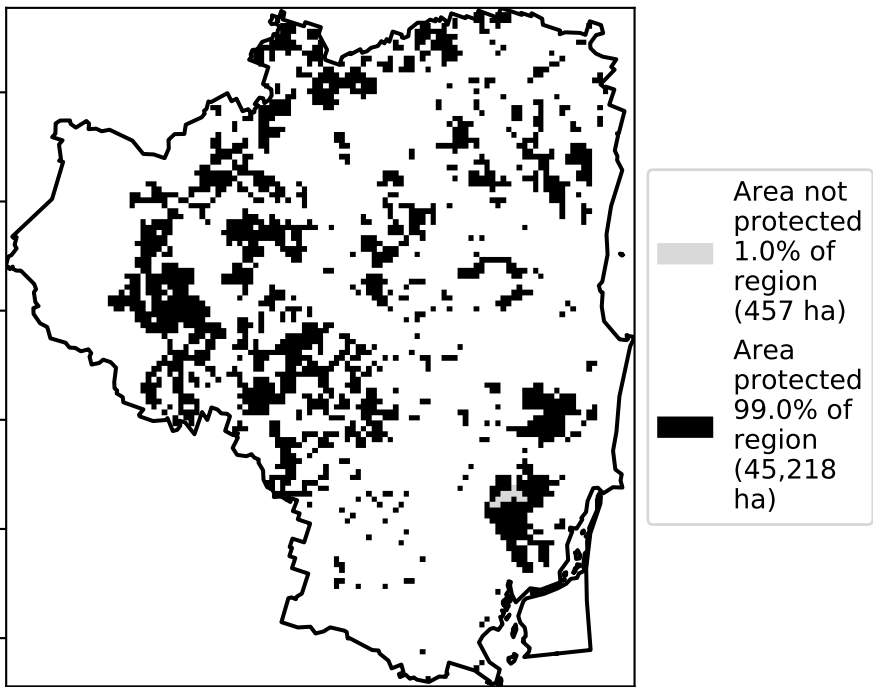 Area not
protected
1.0% of
region
(457 ha)
Area
protected
99.0% of
region
(45,218
ha)